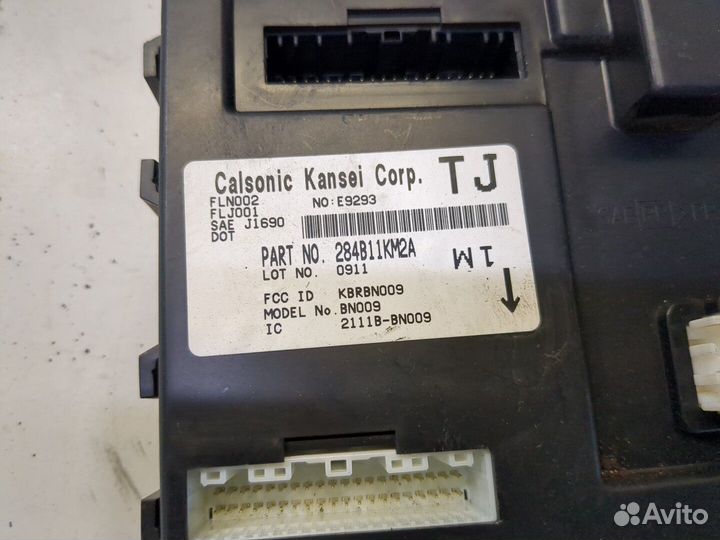 Calsonic Kansei Corp. TJ
FLN002 NO:E9293
FLJ001
SAE J1690
DOT
PART NO. 284B11KM2A
LOT NO. 0911
1M
FCC ID KBRBN009
MODEL No. BN009
IC 2111B-BN009
Avito